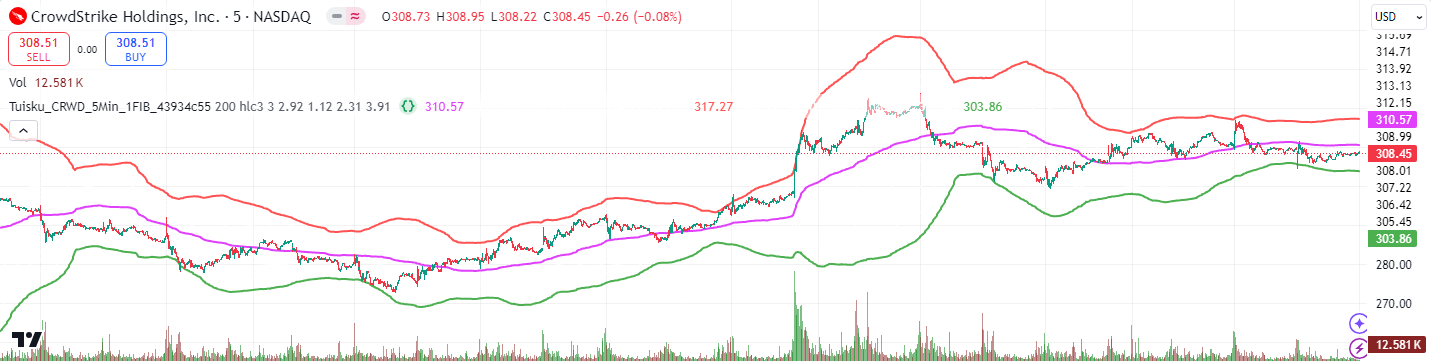 CrowdStrike Holdings, Inc. · 5 · NASDAQ O308.73 H308.95 L308.22 C308.45 −0.26 (−0.08%)
USD
308.51 SELL 0.00 308.51 BUY
Vol 12.581 K
Tuisku_CRWD_5Min_1FIB_43934c55 200 hlc3 3 2.92 1.12 2.31 3.91 {} 310.57 317.27 303.86
315.69
314.71
313.92
313.13
312.15
310.57
308.99
308.45
308.01
307.22
306.42
305.45
303.86
280.00
270.00
12.581 K